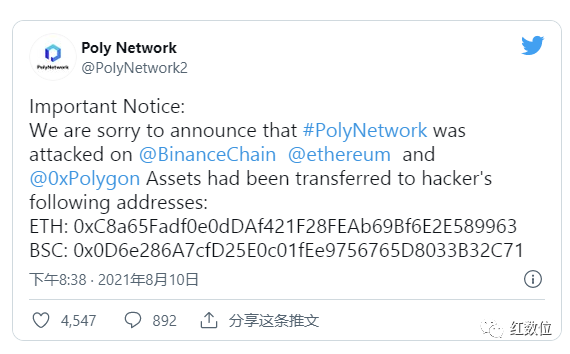 Poly Network
@PolyNetwork2
PolyNetwork
Important Notice:
We are sorry to announce that #PolyNetwork was
attacked on @BinanceChain @ethereum and
@0xPolygon Assets had been transferred to hacker's
following addresses:
ETH: 0xC8a65Fadf0e0dDAf421F28FEAb69Bf6E2E589963
BSC: 0x0D6e286A7cfD25E0c01fEe9756765D8033B32C71
下午8:38 · 2021年8月10日
4,547 892 分享这条推文
红数位